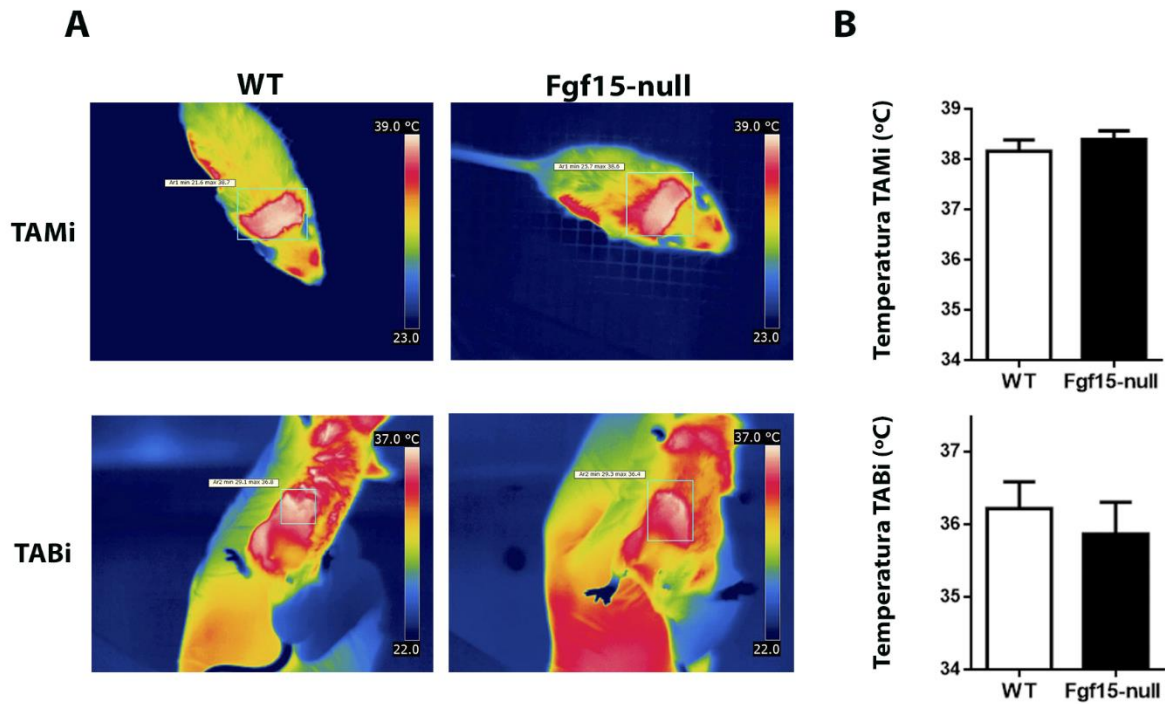 A
B
WT
Fgf15-null
TAMi
39.0 °C
Ar1 min 21.6 max 36.7
23.0
39.0 °C
Ar1 min 23.7 max 36.6
23.0
Temperatura TAMi (ºC)
39
38
37
36
35
34
WT
Fgf15-null
TABi
37.0 °C
Ar2 min 29.1 max 36.8
22.0
37.0 °C
Ar2 min 29.3 max 36.4
22.0
Temperatura TABi (ºC)
37
36
35
34
WT
Fgf15-null